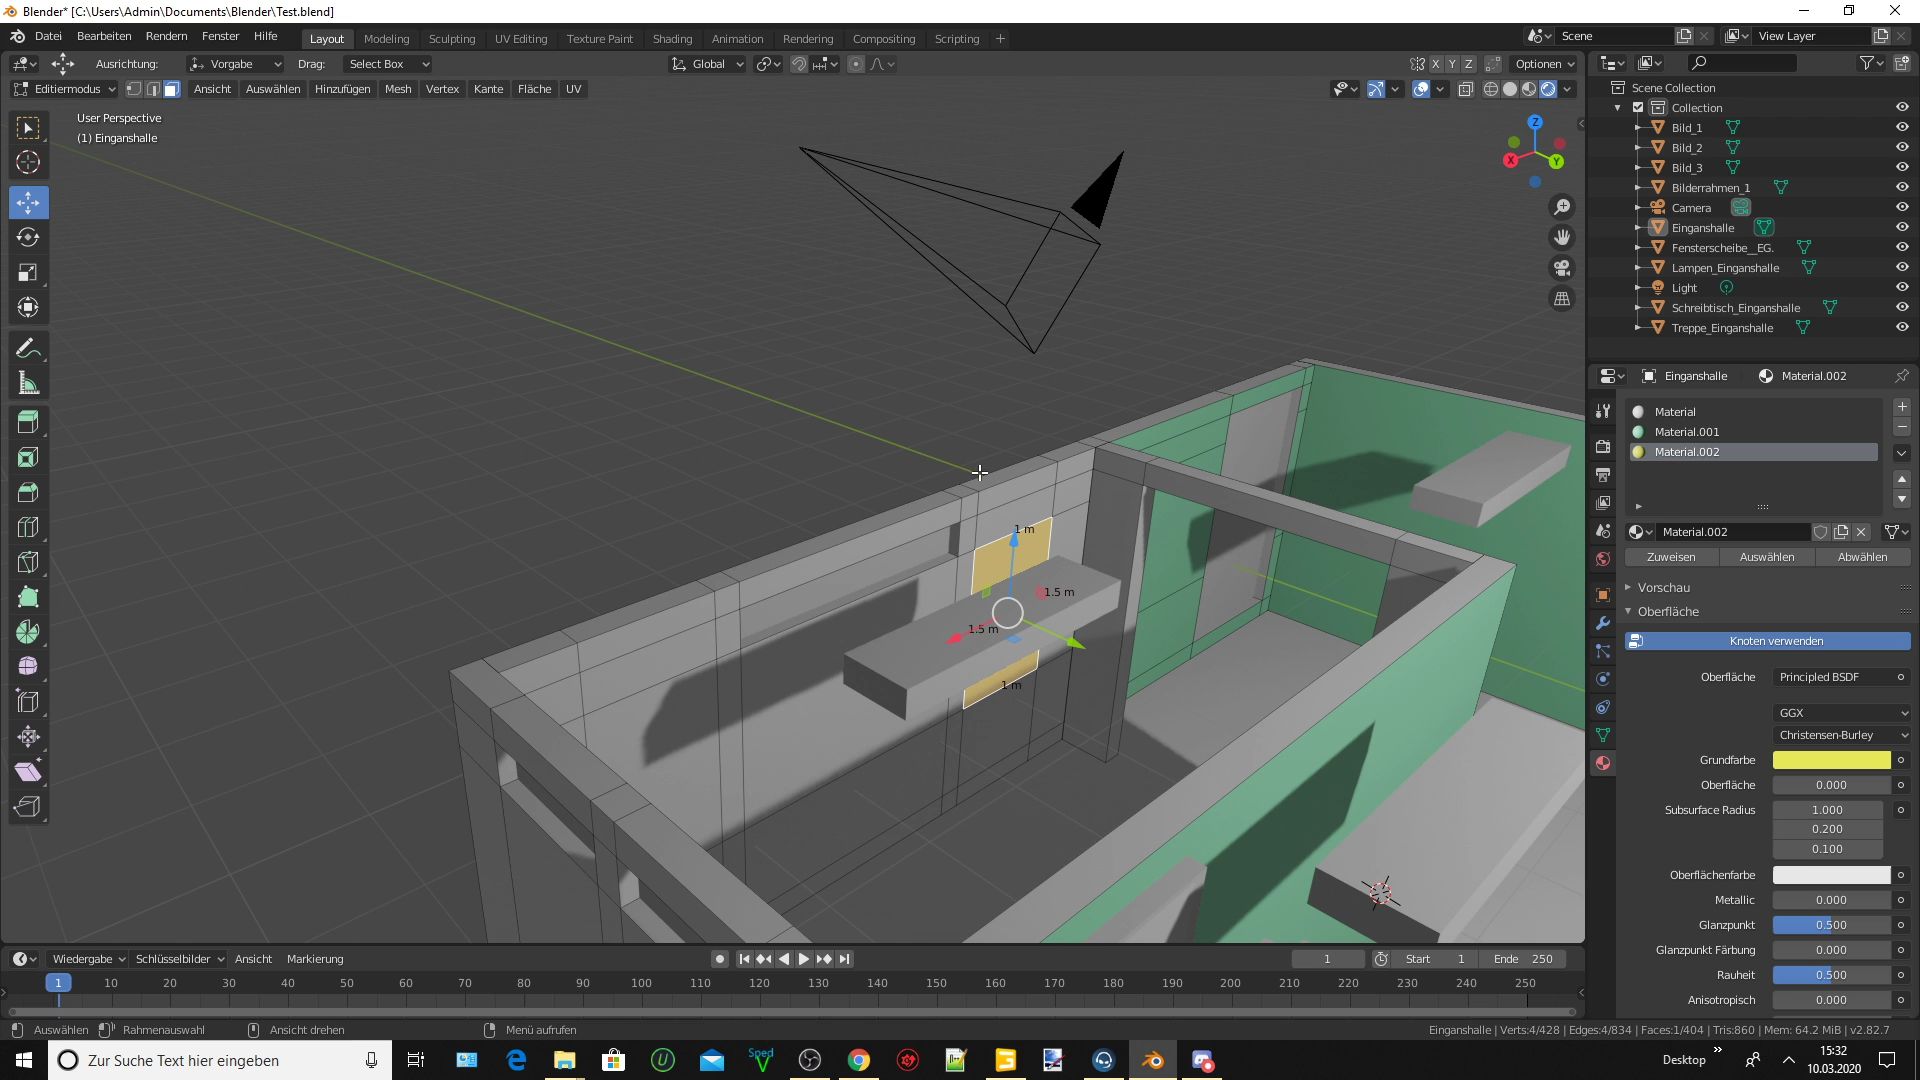 Blender* [C:\Users\Admin\Documents\Blender\Test.blend]
Datei Bearbeiten Rendern Fenster Hilfe
Layout Modeling Sculpting UV Editing Texture Paint Shading Animation Rendering Compositing Scripting +
Scene
View Layer
Ausrichtung: Vorgabe Drag: Select Box
Global
X Y Z
Optionen
Editiermodus
Ansicht Auswählen Hinzufügen Mesh Vertex Kante Fläche UV
User Perspective
(1) Einganshalle
Z
X
Y
1 m
1.5 m
1.5 m
1 m
Scene Collection
Collection
Bild_1
Bild_2
Bild_3
Bilderrahmen_1
Camera
Einganshalle
Fensterscheibe__EG.
Lampen_Einganshalle
Light
Schreibtisch_Einganshalle
Treppe_Einganshalle
Einganshalle Material.002
Material
Material.001
Material.002
Material.002
Zuweisen Auswählen Abwählen
Vorschau
Oberfläche
Knoten verwenden
Oberfläche Principled BSDF
GGX
Christensen-Burley
Grundfarbe
Oberfläche 0.000
Subsurface Radius 1.000
0.200
0.100
Oberflächenfarbe
Metallic 0.000
Glanzpunkt 0.500
Glanzpunkt Färbung 0.000
Rauheit 0.500
Anisotropisch 0.000
Wiedergabe Schlüsselbilder Ansicht Markierung
1 Start 1 Ende 250
1 10 20 30 40 50 60 70 80 90 100 110 120 130 140 150 160 170 180 190 200 210 220 230 240 250
Auswählen Rahmenauswahl Ansicht drehen Menü aufrufen
Einganshalle | Verts:4/428 | Edges:4/834 | Faces:1/404 | Tris:860 | Mem: 64.2 MiB | v2.82.7
Zur Suche Text hier eingeben
Sped
V
Desktop
15:32
10.03.2020